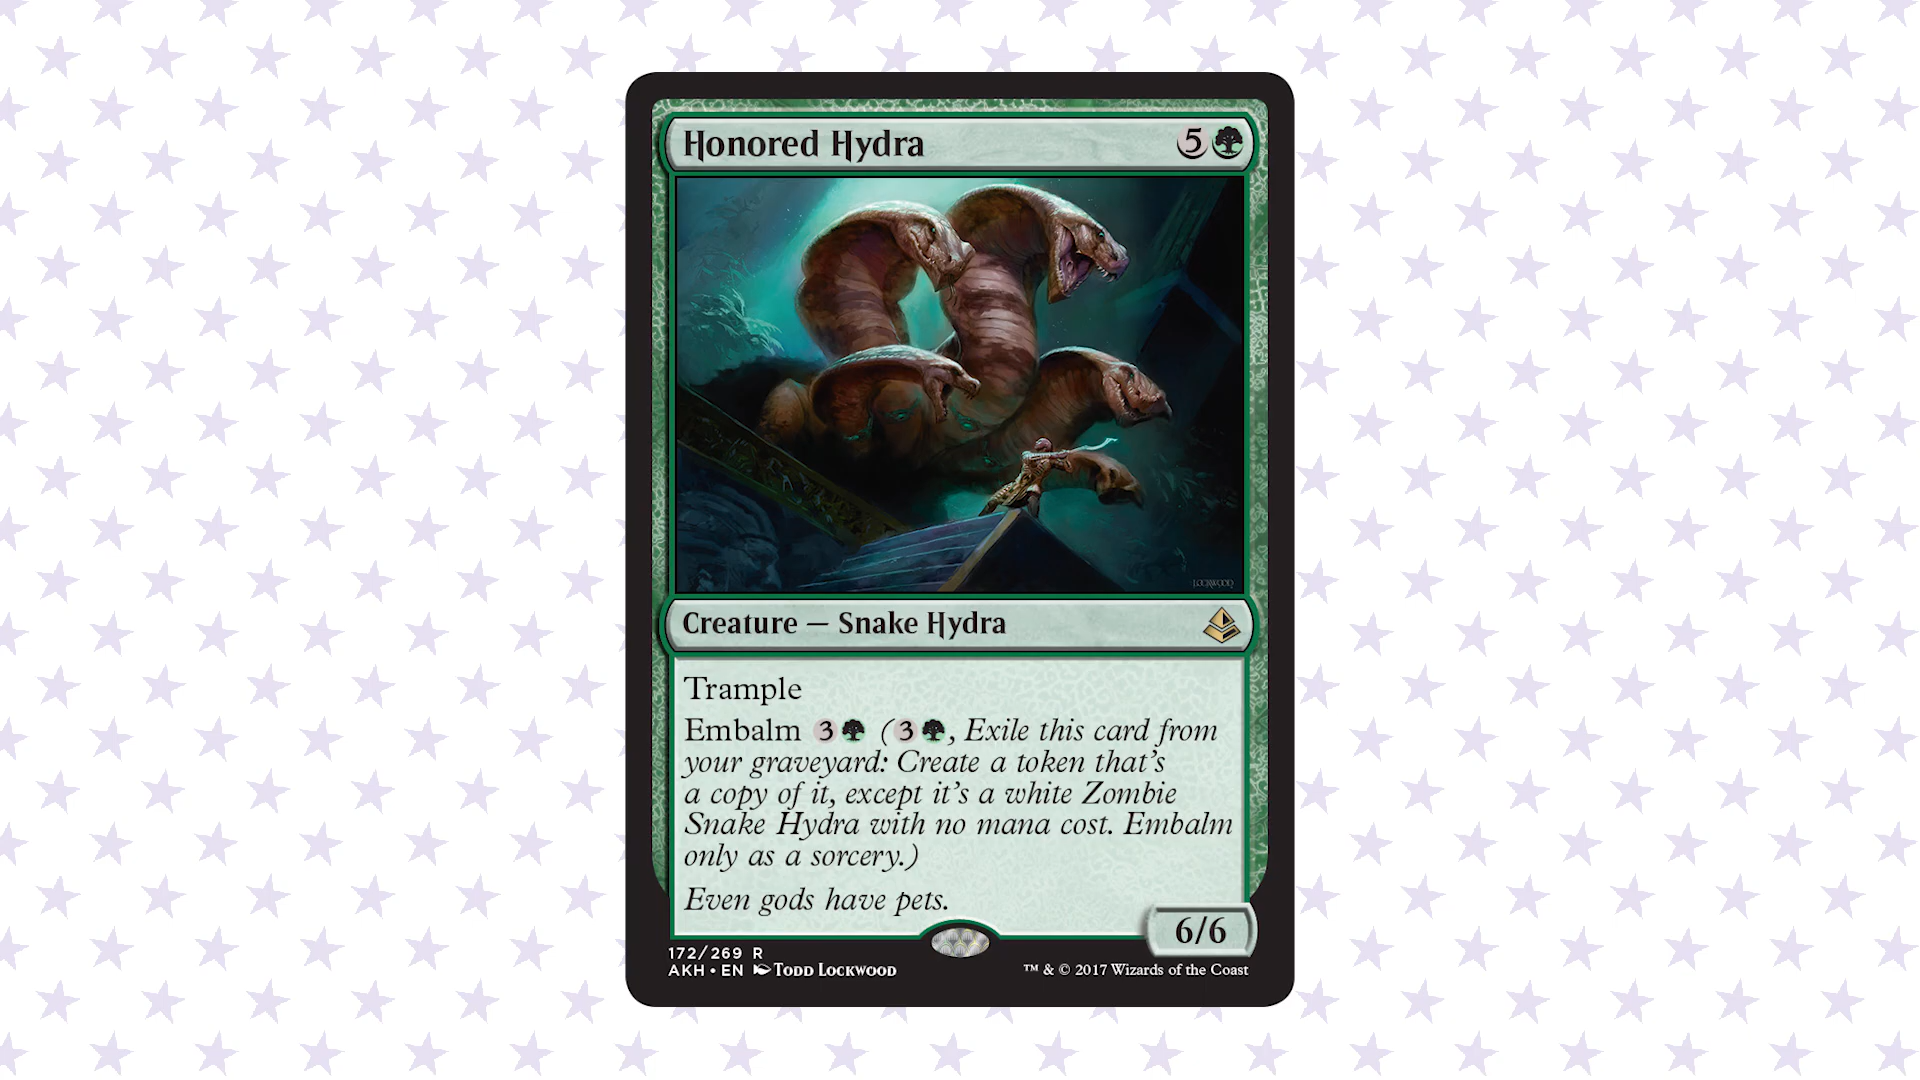 Honored Hydra 5
LOCKWOOD
Creature — Snake Hydra
Trample
Embalm 3 (3, Exile this card from
your graveyard: Create a token that's
a copy of it, except it's a white Zombie
Snake Hydra with no mana cost. Embalm
only as a sorcery.)
Even gods have pets.
6/6
172/269 R
AKH • EN Todd Lockwood
™ & © 2017 Wizards of the Coast